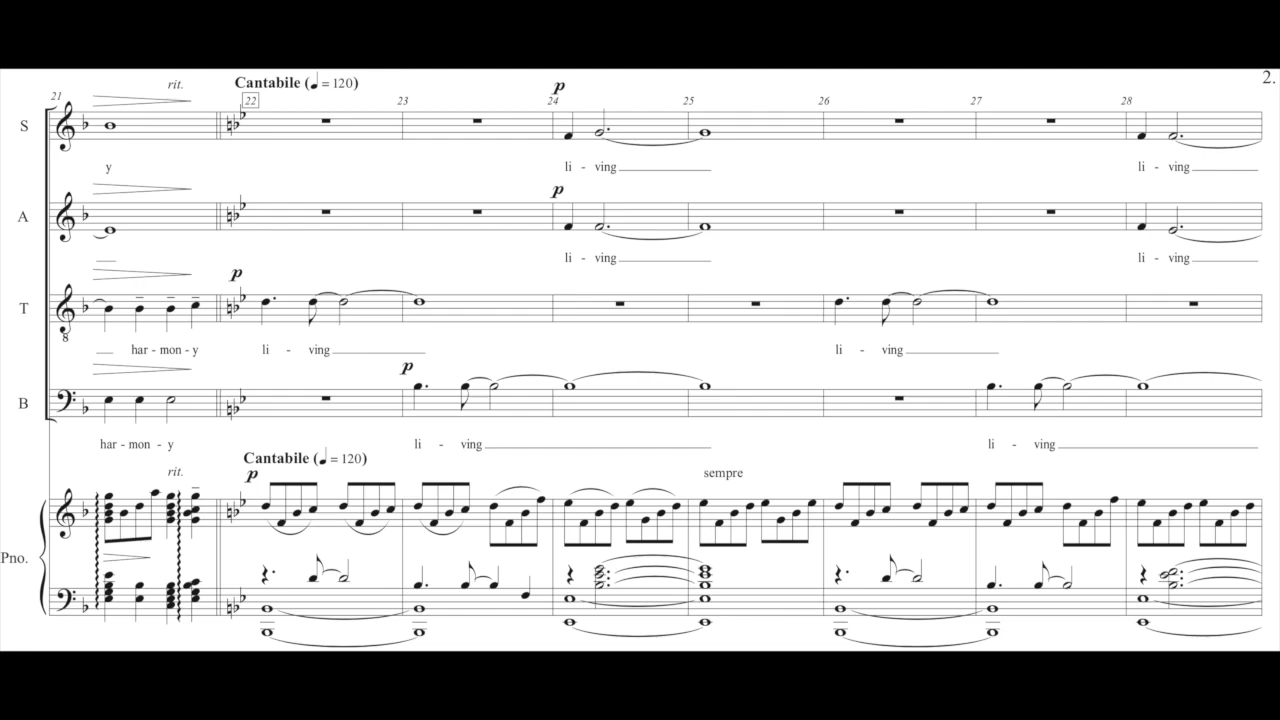 2.
rit.
Cantabile (♩ = 120)
p
21 22 23 24 25 26 27 28
S
y li - ving li - ving
p
A
li - ving li - ving
p
T
8
har - mon - y li - ving li - ving
p
B
har - mon - y li - ving li - ving
Cantabile (♩ = 120)
rit. p sempre
Pno.